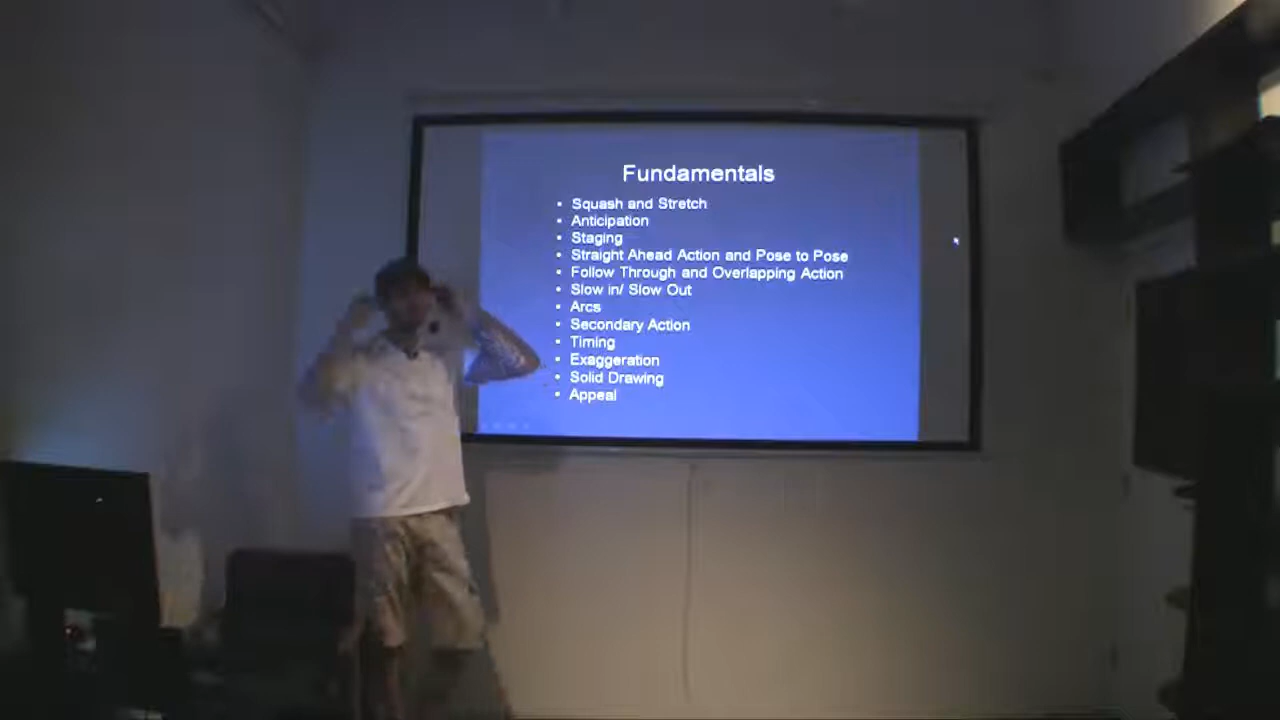 Fundamentals
• Squash and Stretch
• Anticipation
• Staging
• Straight Ahead Action and Pose to Pose
• Follow Through and Overlapping Action
• Slow in/ Slow Out
• Arcs
• Secondary Action
• Timing
• Exaggeration
• Solid Drawing
• Appeal